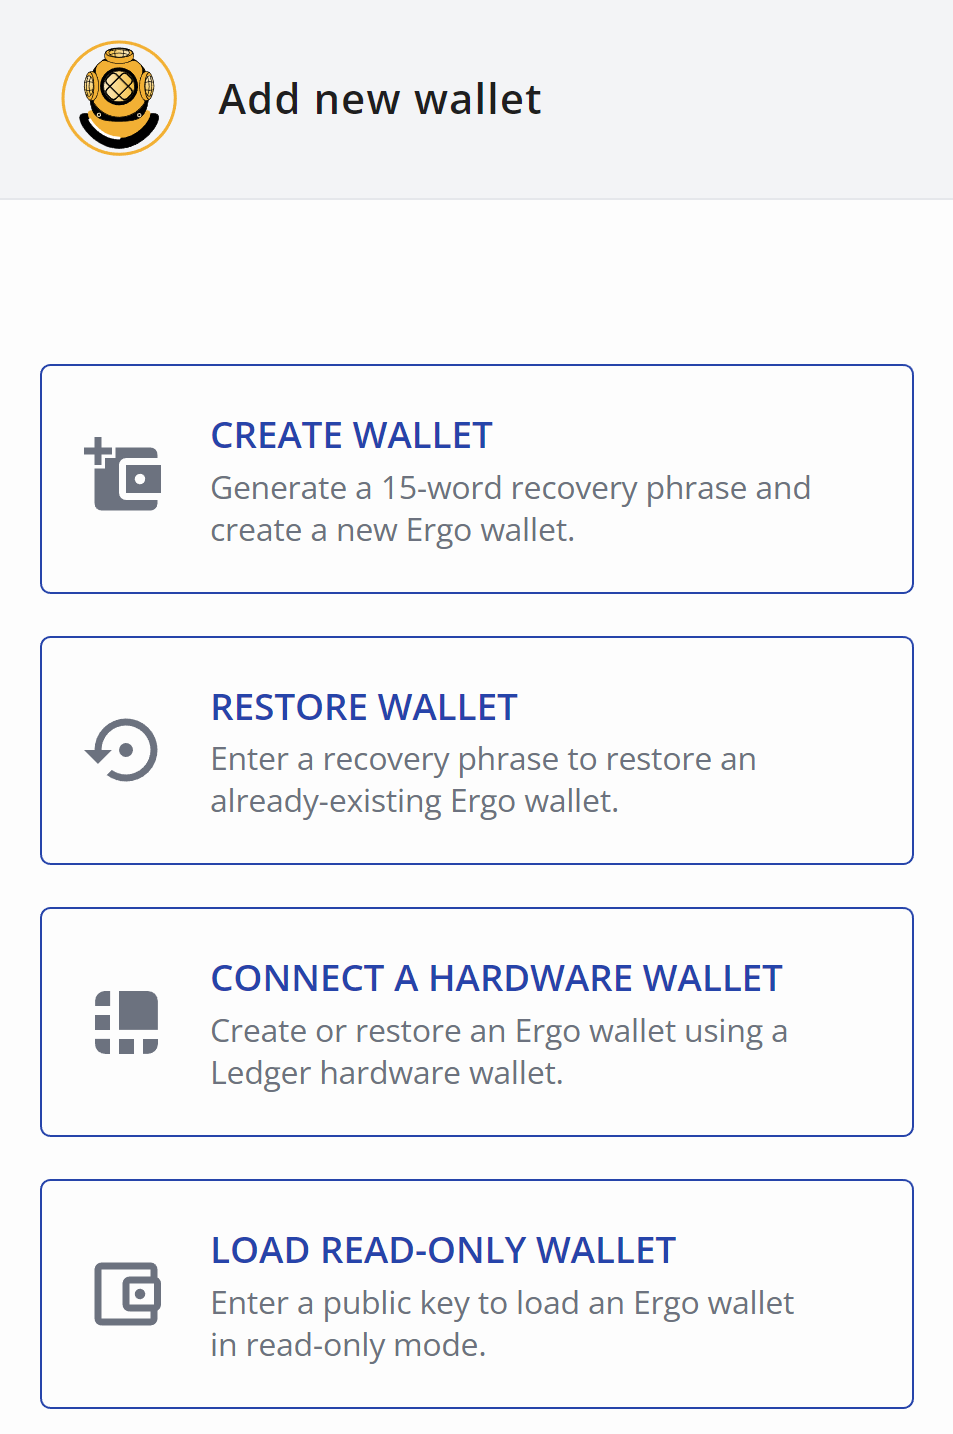 Add new wallet
CREATE WALLET
Generate a 15-word recovery phrase and
create a new Ergo wallet.
RESTORE WALLET
Enter a recovery phrase to restore an
already-existing Ergo wallet.
CONNECT A HARDWARE WALLET
Create or restore an Ergo wallet using a
Ledger hardware wallet.
LOAD READ-ONLY WALLET
Enter a public key to load an Ergo wallet
in read-only mode.